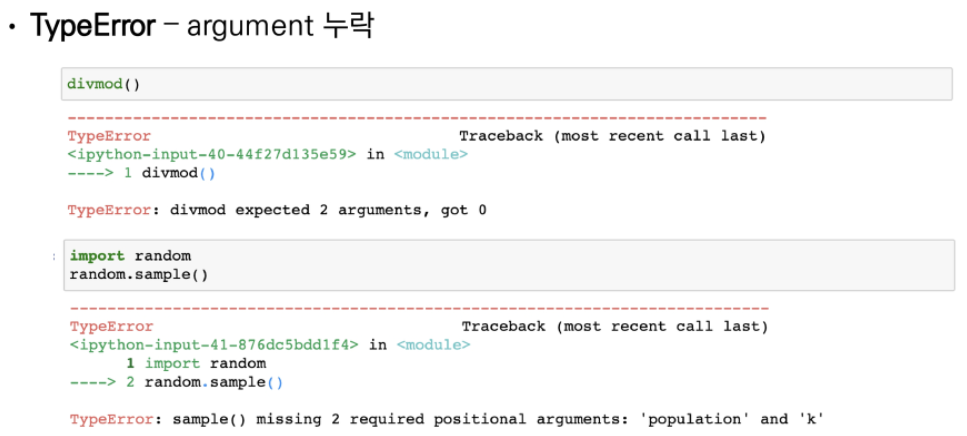 • TypeError – argument 누락
divmod()
---------------------------------------------------------------------------
TypeError                                 Traceback (most recent call last)
<ipython-input-40-44f27d135e59> in <module>
----> 1 divmod()
TypeError: divmod expected 2 arguments, got 0
import random
random.sample()
---------------------------------------------------------------------------
TypeError                                 Traceback (most recent call last)
<ipython-input-41-876dc5bdd1f4> in <module>
      1 import random
----> 2 random.sample()
TypeError: sample() missing 2 required positional arguments: 'population' and 'k'